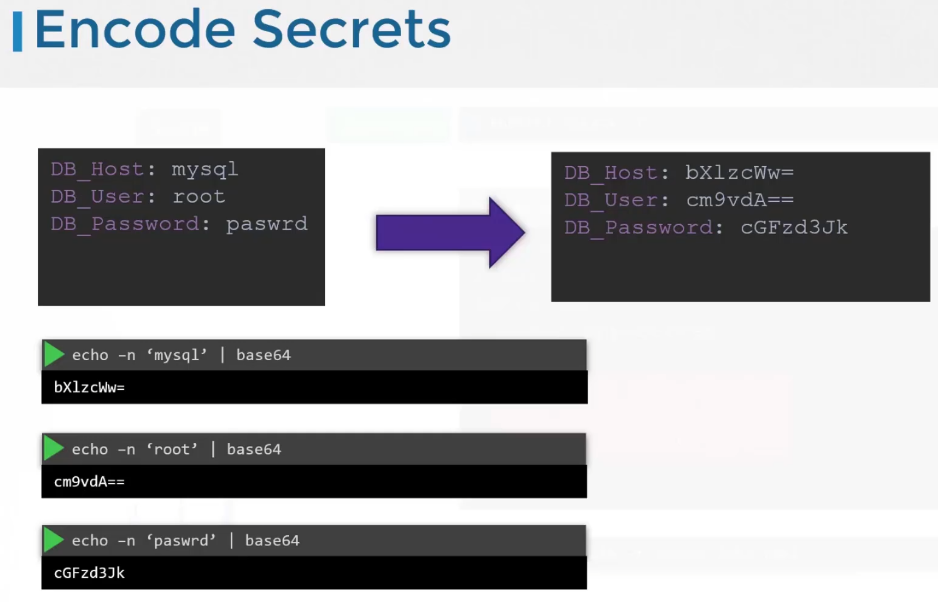 Encode Secrets
DB_Host: mysql
DB_User: root
DB_Password: paswrd
DB_Host: bXlzcWw=
DB_User: cm9vdA==
DB_Password: cGFzd3Jk
echo –n ‘mysql’ | base64
bXlzcWw=
echo –n ‘root’ | base64
cm9vdA==
echo –n ‘paswrd’ | base64
cGFzd3Jk